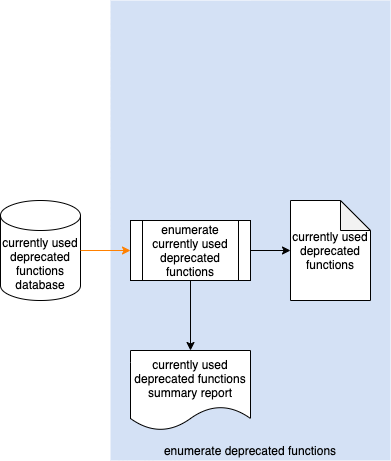 currently used
deprecated
functions
database
enumerate
currently used
deprecated
functions
currently used
deprecated
functions
currently used
deprecated functions
summary report
enumerate deprecated functions